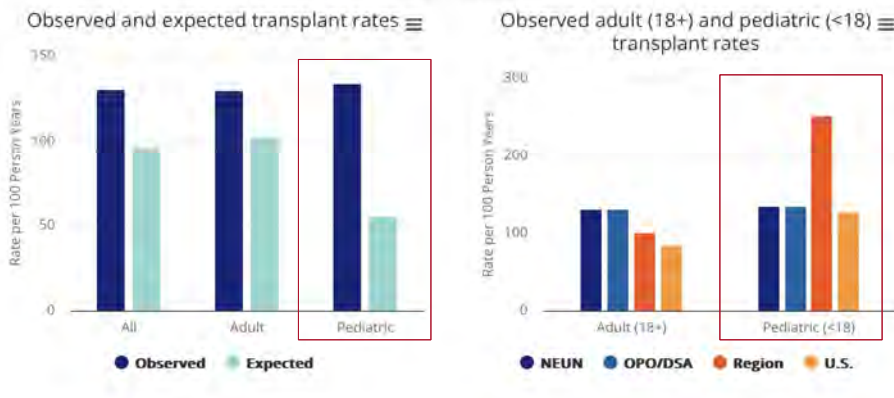 Observed and expected transplant rates
150
100
50
0
Rate per 100 Person Years
All
Adult
Pediatric
Observed
Expected
Observed adult (18+) and pediatric (<18)
transplant rates
300
200
100
0
Rate per 100 Person Years
Adult (18+)
Pediatric (<18)
NEUN
OPO/DSA
Region
U.S.